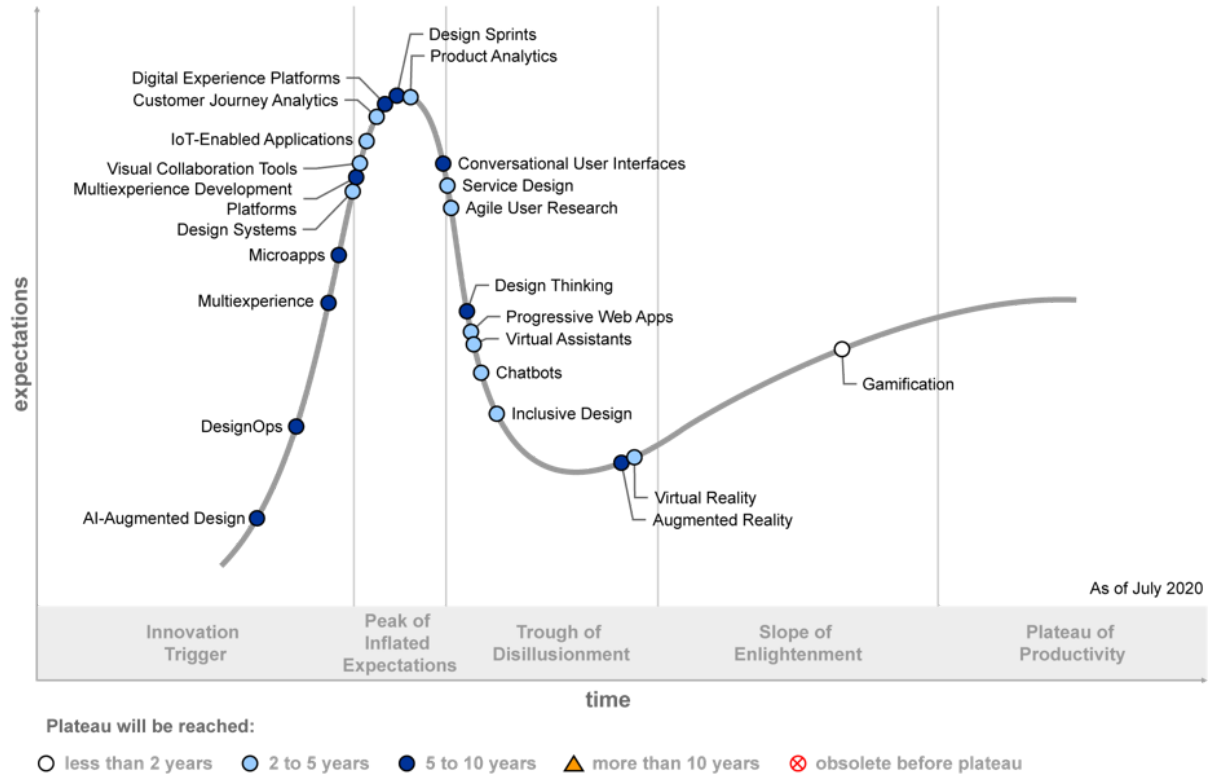 Design Sprints
Product Analytics
Digital Experience Platforms
Customer Journey Analytics
IoT-Enabled Applications
Visual Collaboration Tools
Multiexperience Development
Platforms
Design Systems
Microapps
Multiexperience
DesignOps
AI-Augmented Design
Conversational User Interfaces
Service Design
Agile User Research
Design Thinking
Progressive Web Apps
Virtual Assistants
Chatbots
Inclusive Design
Virtual Reality
Augmented Reality
Gamification
expectations
As of July 2020
Innovation
Trigger
Peak of
Inflated
Expectations
Trough of
Disillusionment
Slope of
Enlightenment
Plateau of
Productivity
time
Plateau will be reached:
less than 2 years
2 to 5 years
5 to 10 years
more than 10 years
obsolete before plateau